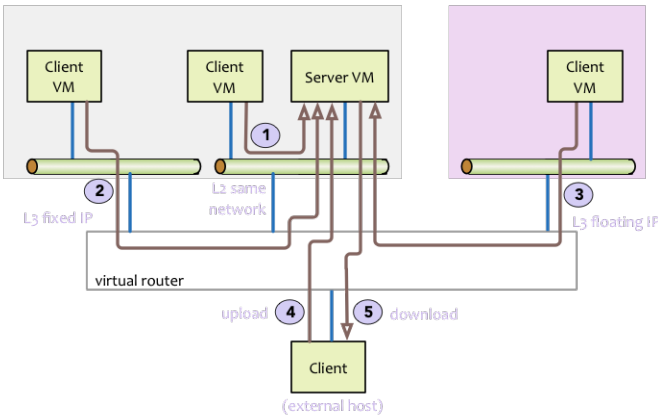 Client
VM
Client
VM
Server VM
Client
VM
1
2
3
L3 fixed IP
L2 same
network
L3 floating IP
virtual router
upload
4
5
download
Client
(external host)